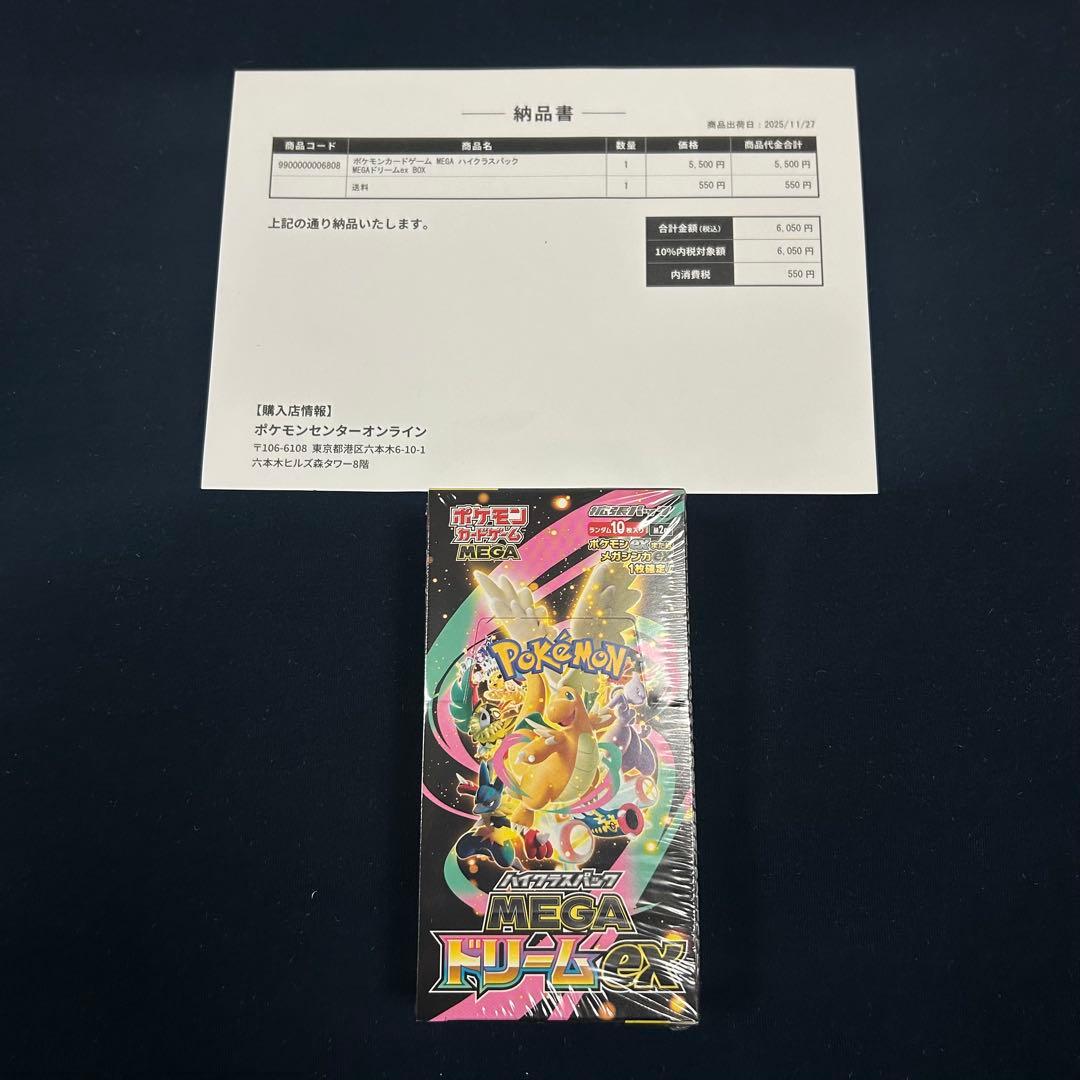 納品書
商品出荷日：2025/11/27
商品コード 商品名 数量 価格 商品代金合計
9900000006808 ポケモンカードゲーム MEGA ハイクラスパック 1 5,500 円 5,500 円
MEGAドリームex BOX
送料 1 550 円 550 円
上記の通り納品いたします。
合計金額(税込) 6,050 円
10%内税対象額 6,050 円
内消費税 550 円
【購入店情報】
ポケモンセンターオンライン
〒106-6108 東京都港区六本木6-10-1
六本木ヒルズ森タワー8階
ポケモン
カードゲーム
MEGA
拡張パック
ランダム10枚入り
ポケモンex または
メガシンカex
1枚確定!
POKÉMON
ハイクラスパック
MEGA
ドリームex